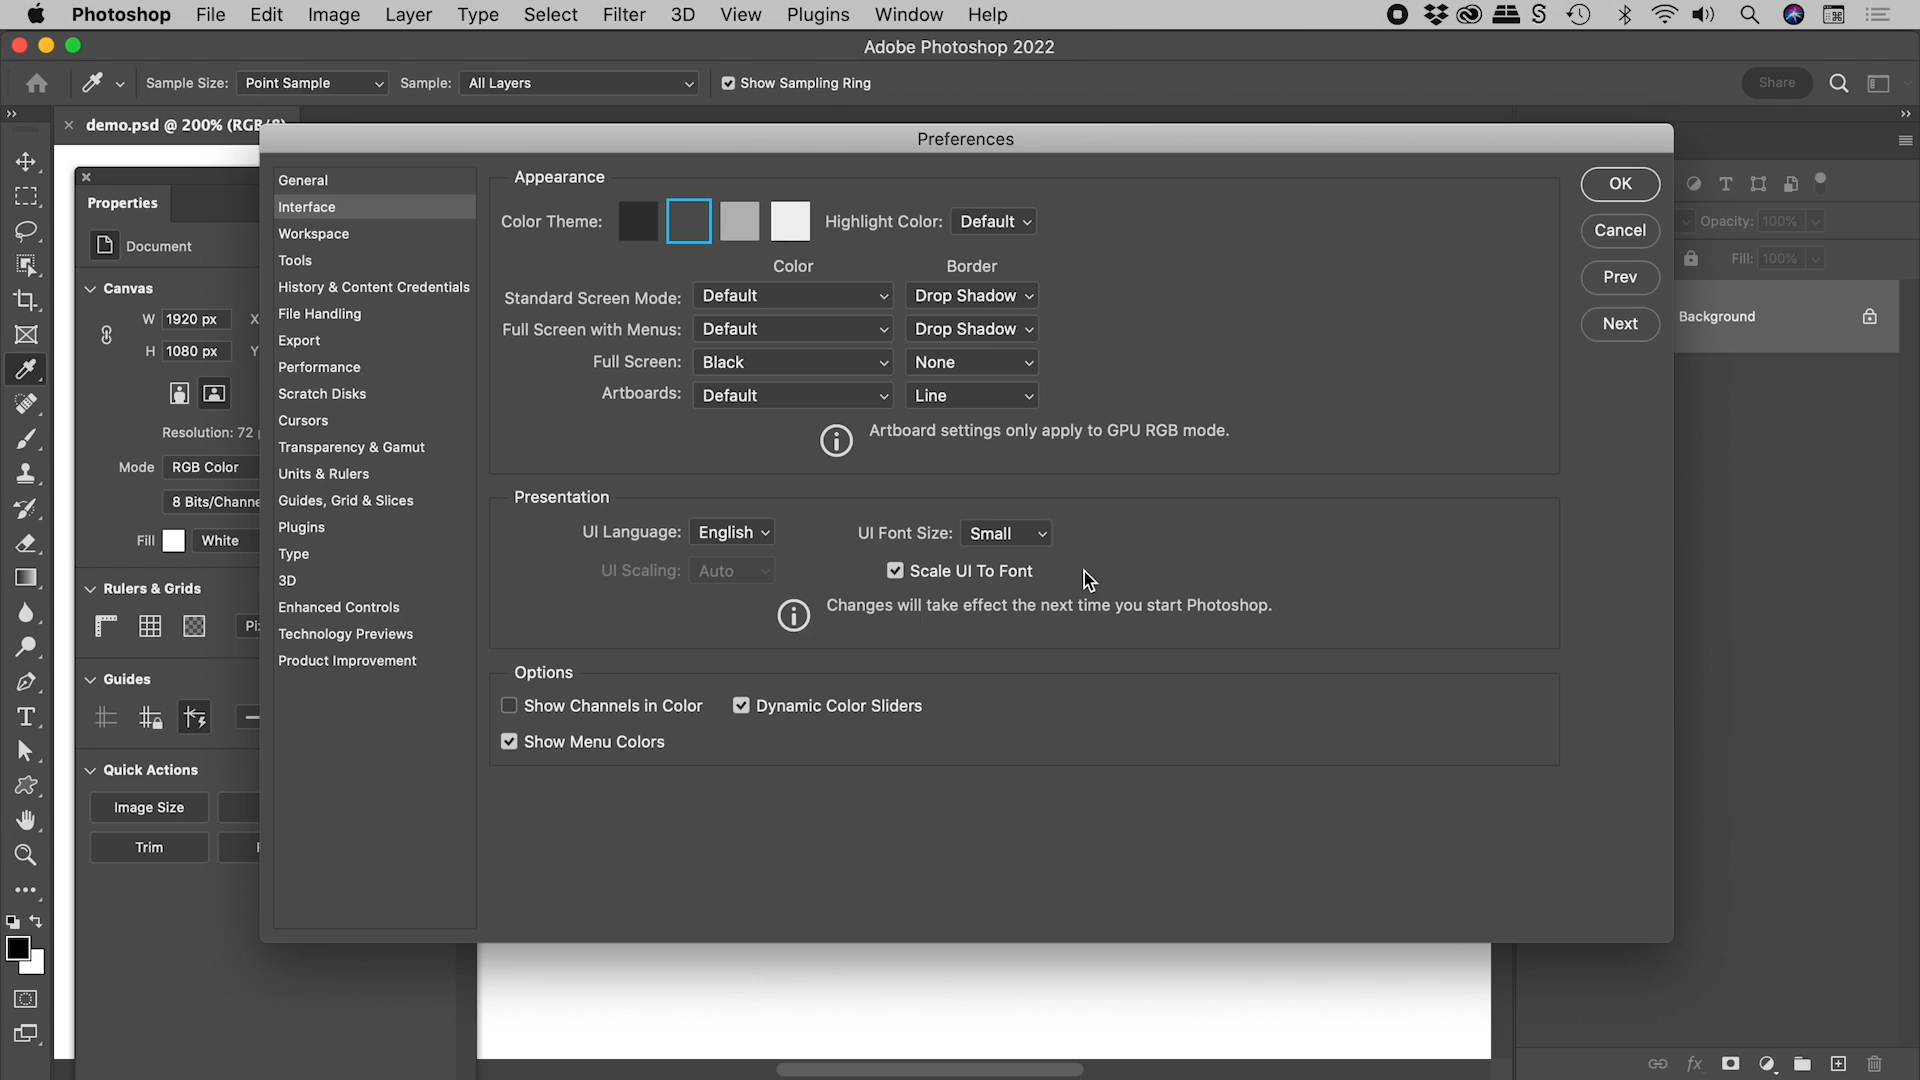 Photoshop File Edit Image Layer Type Select Filter 3D View Plugins Window Help
Adobe Photoshop 2022
Sample Size: Point Sample Sample: All Layers Show Sampling Ring Share
demo.psd @ 200% (RGB/8)
Preferences
Properties
Document
Canvas
W 1920 px X
H 1080 px Y
Resolution: 72
Mode RGB Color
8 Bits/Channe
Fill White
Rulers & Grids
Pi
Guides
Quick Actions
Image Size
Trim
General
Interface
Workspace
Tools
History & Content Credentials
File Handling
Export
Performance
Scratch Disks
Cursors
Transparency & Gamut
Units & Rulers
Guides, Grid & Slices
Plugins
Type
3D
Enhanced Controls
Technology Previews
Product Improvement
Appearance
Color Theme: Highlight Color: Default
Color Border
Standard Screen Mode: Default Drop Shadow
Full Screen with Menus: Default Drop Shadow
Full Screen: Black None
Artboards: Default Line
Artboard settings only apply to GPU RGB mode.
Presentation
UI Language: English UI Font Size: Small
UI Scaling: Auto Scale UI To Font
Changes will take effect the next time you start Photoshop.
Options
Show Channels in Color Dynamic Color Sliders
Show Menu Colors
OK
Cancel
Prev
Next
Opacity: 100%
Fill: 100%
Background
fx